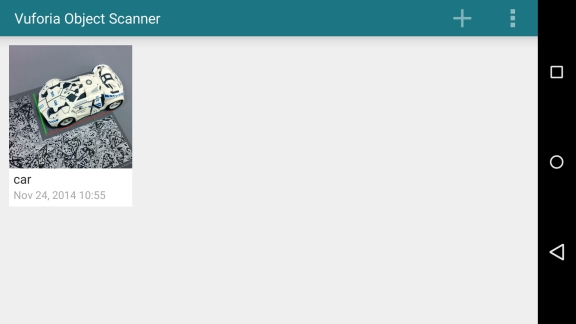 Vuforia Object Scanner
car
Nov 24, 2014 10:55